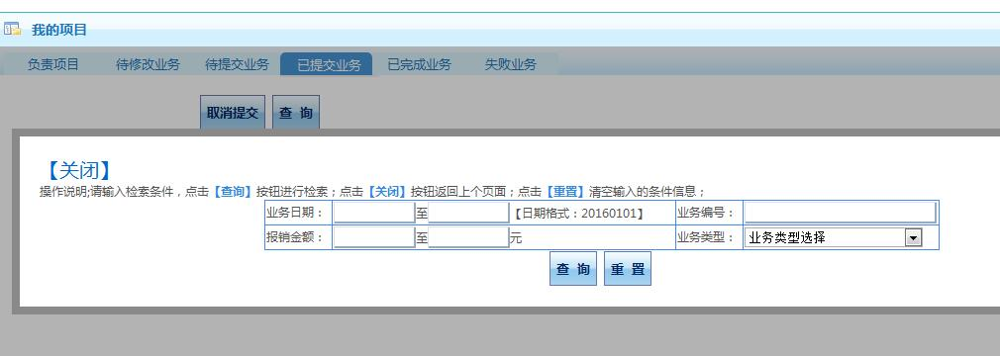 我的项目
负责项目 待修改业务 待提交业务 已提交业务 已完成业务 失败业务
取消提交 查 询
【关闭】
操作说明;请输入检索条件，点击【查询】按钮进行检索；点击【关闭】按钮返回上个页面；点击【重置】清空输入的条件信息；
业务日期： 至 【日期格式：20160101】 业务编号：
报销金额： 至 元 业务类型： 业务类型选择
查 询 重 置